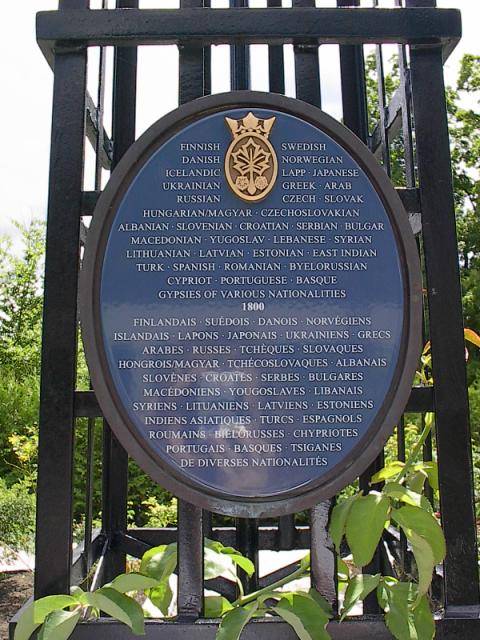 FINNISH SWEDISH
DANISH NORWEGIAN
ICELANDIC LAPP · JAPANESE
UKRAINIAN GREEK · ARAB
RUSSIAN CZECH · SLOVAK
HUNGARIAN/MAGYAR · CZECHOSLOVAKIAN
ALBANIAN · SLOVENIAN · CROATIAN · SERBIAN · BULGAR
MACEDONIAN · YUGOSLAV · LEBANESE · SYRIAN
LITHUANIAN · LATVIAN · ESTONIAN · EAST INDIAN
TURK · SPANISH · ROMANIAN · BYELORUSSIAN
CYPRIOT · PORTUGUESE · BASQUE
GYPSIES OF VARIOUS NATIONALITIES
1800
FINLANDAIS · SUÉDOIS · DANOIS · NORVÉGIENS
ISLANDAIS · LAPONS · JAPONAIS · UKRAINIENS · GRECS
ARABES · RUSSES · TCHÈQUES · SLOVAQUES
HONGROIS/MAGYAR · TCHÉCOSLOVAQUES · ALBANAIS
SLOVÈNES · CROATES · SERBES · BULGARES
MACÉDONIENS · YOUGOSLAVES · LIBANAIS
SYRIENS · LITUANIENS · LATVIENS · ESTONIENS
INDIENS ASIATIQUES · TURCS · ESPAGNOLS
ROUMAINS · BIÉLORUSSES · CHYPRIOTES
PORTUGAIS · BASQUES · TSIGANES
DE DIVERSES NATIONALITÉS